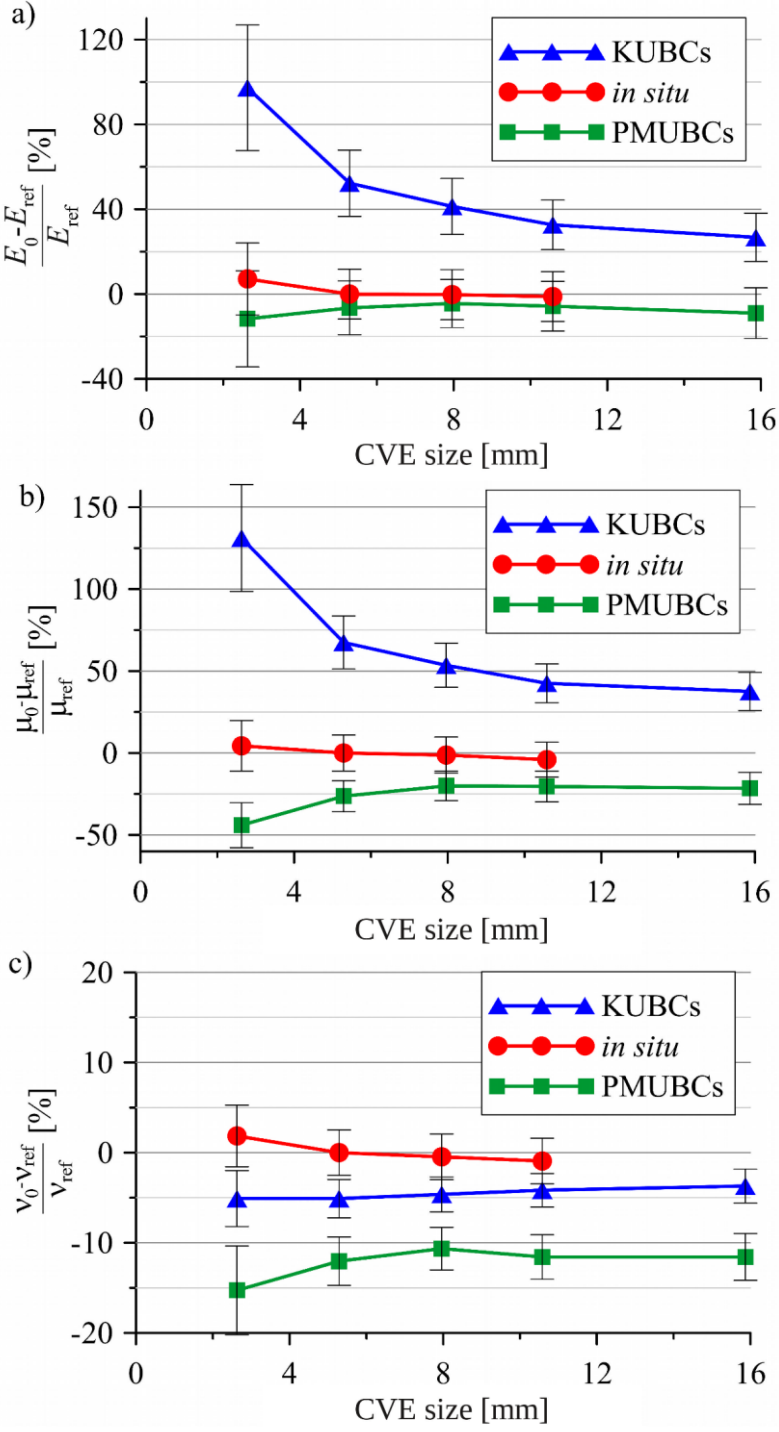 a)
120
80
40
0
-40
E0-Eref
Eref
[%]
KUBCs
in situ
PMUBCs
0 4 8 12 16
CVE size [mm]
b)
150
100
50
0
-50
μ0-μref
μref
[%]
KUBCs
in situ
PMUBCs
0 4 8 12 16
CVE size [mm]
c)
20
10
0
-10
-20
ν0-νref
νref
[%]
KUBCs
in situ
PMUBCs
0 4 8 12 16
CVE size [mm]